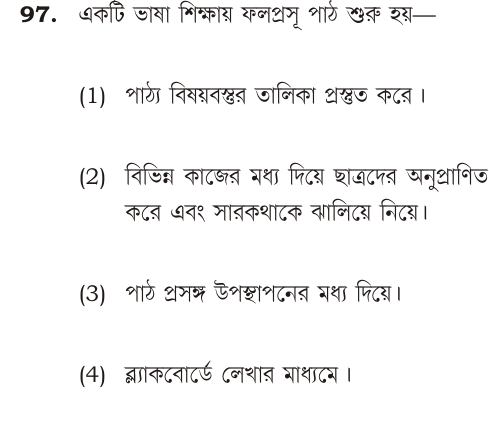 97. একটি ভাষা শিক্ষায় ফলপ্রসূ পাঠ শুরু হয়—
(1) পাঠ্য বিষয়বস্তুর তালিকা প্রস্তুত করে।
(2) বিভিন্ন কাজের মধ্য দিয়ে ছাত্রদের অনুপ্রাণিত
করে এবং সারকথাকে ঝালিয়ে নিয়ে।
(3) পাঠ প্রসঙ্গ উপস্থাপনের মধ্য দিয়ে।
(4) ব্ল্যাকবোর্ডে লেখার মাধ্যমে।